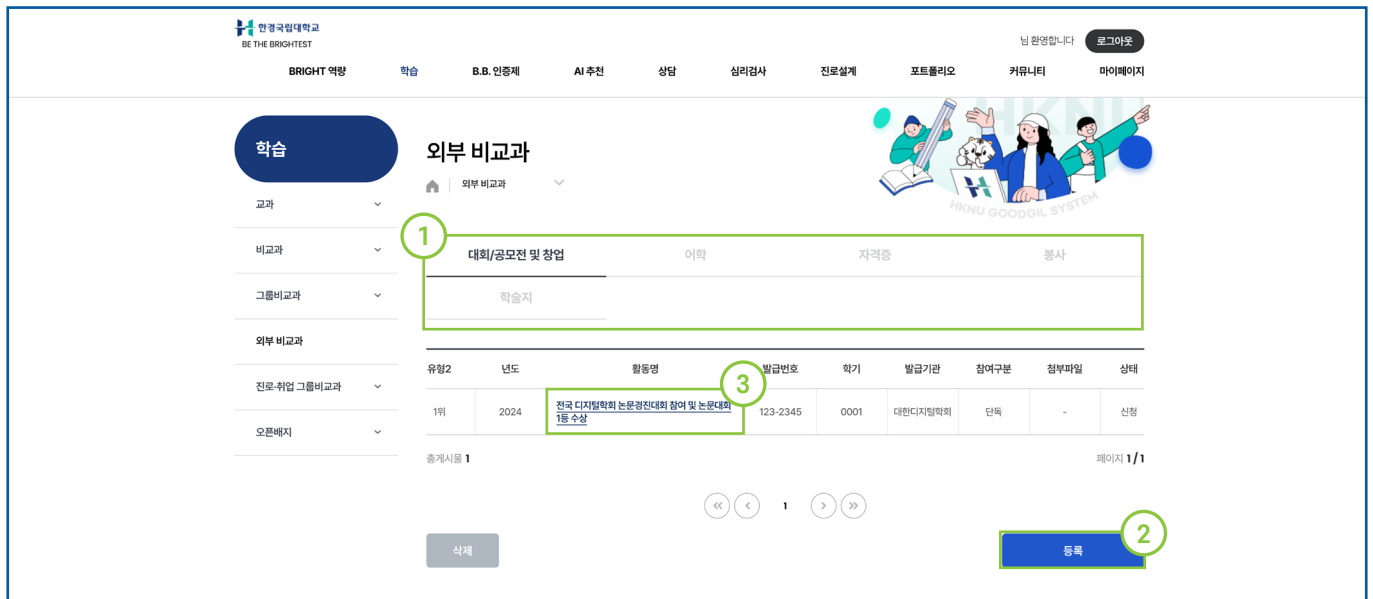 한경국립대학교
BE THE BRIGHTEST
님 환영합니다 로그아웃
BRIGHT 역량 학습 B.B. 인증제 AI 추천 상담 심리검사 진로설계 포트폴리오 커뮤니티 마이페이지
HKNU
학습
외부 비교과
외부 비교과
HKNU GOODGIL SYSTEM
교과
비교과
그룹비교과
외부 비교과
진로·취업 그룹비교과
오픈배지
1
대회/공모전 및 창업 어학 자격증 봉사
학술지
3
유형2 년도 활동명 발급번호 학기 발급기관 참여구분 첨부파일 상태
1위 2024 전국 디지털학회 논문경진대회 참여 및 논문대회 123-2345 0001 대한디지털학회 단독 - 신청
1등 수상
총게시물 1 페이지 1 / 1
« ‹ 1 › »
2
삭제 등록